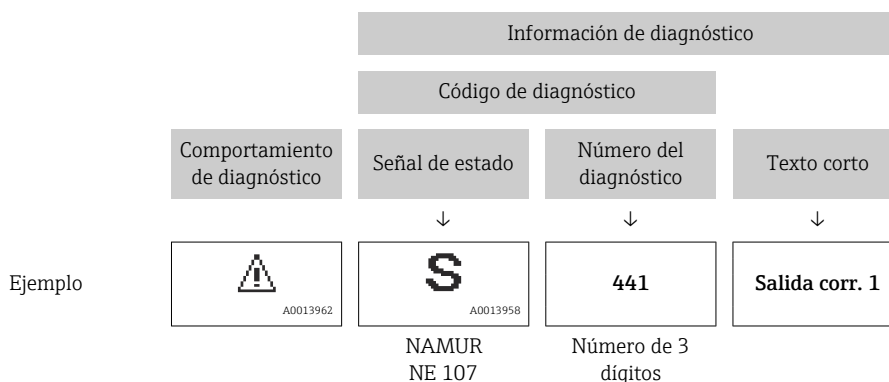 Información de diagnóstico
Código de diagnóstico
Comportamiento
de diagnóstico
Señal de estado
Número del
diagnóstico
Texto corto
↓
↓
↓
Ejemplo
A0013962
S
A0013958
441
Salida corr. 1
NAMUR
NE 107
Número de 3
dígitos